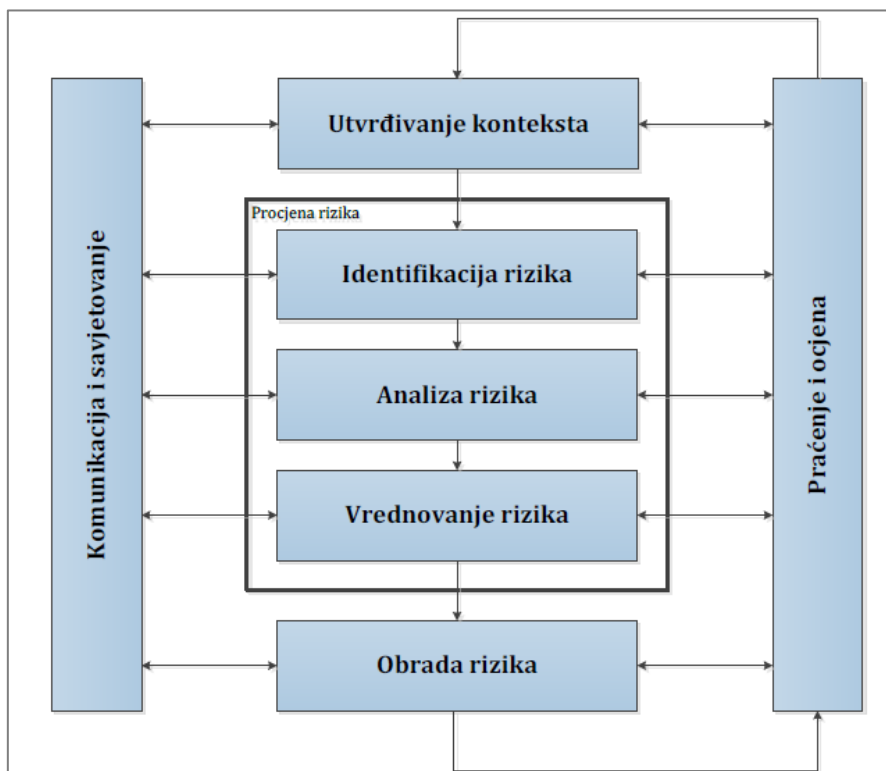 Utvrđivanje konteksta
Procjena rizika
Identifikacija rizika
Analiza rizika
Vrednovanje rizika
Obrada rizika
Komunikacija i savjetovanje
Praćenje i ocjena